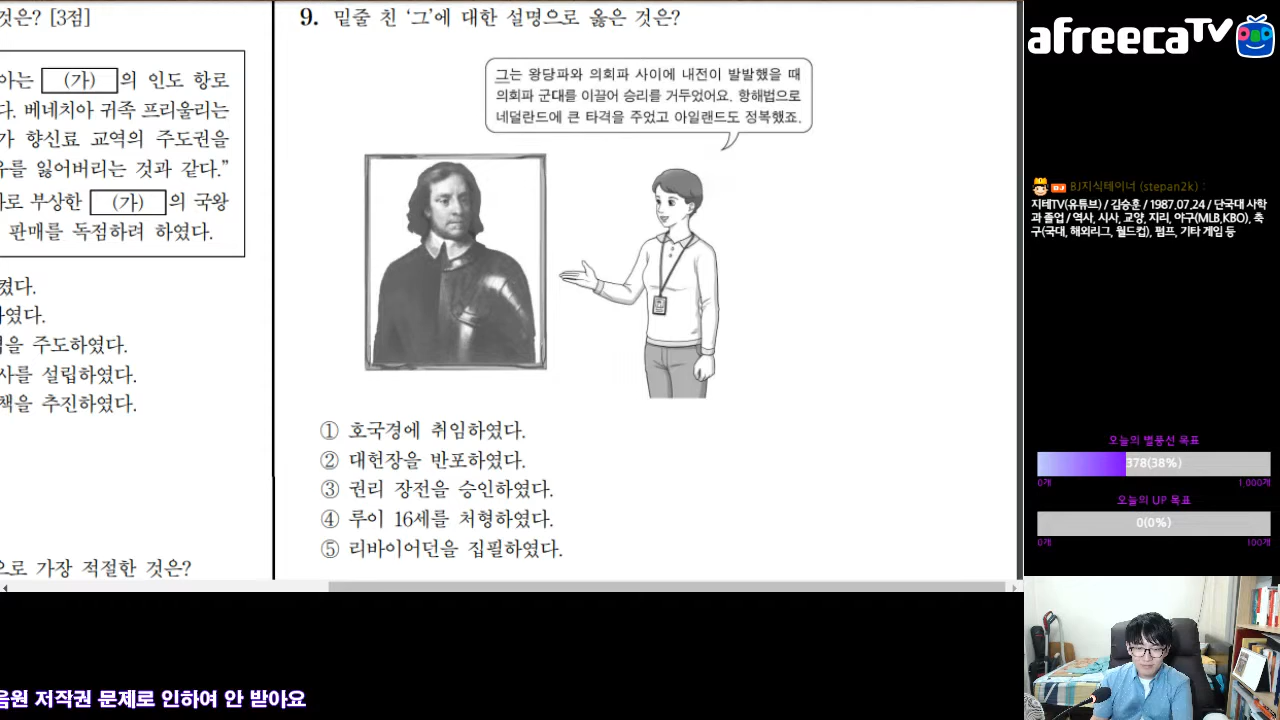 것은? [3점]
아는 (가) 의 인도 항로
다. 베네치아 귀족 프리울리는
가 향신료 교역의 주도권을
우를 잃어버리는 것과 같다.”
로 부상한 (가) 의 국왕
판매를 독점하려 하였다.
꼈다.
하였다.
을 주도하였다.
사를 설립하였다.
책을 추진하였다.
으로 가장 적절한 것은?
9. 밑줄 친 ‘그’에 대한 설명으로 옳은 것은?
그는 왕당파와 의회파 사이에 내전이 발발했을 때
의회파 군대를 이끌어 승리를 거두었어요. 항해법으로
네덜란드에 큰 타격을 주었고 아일랜드도 정복했죠.
① 호국경에 취임하였다.
② 대헌장을 반포하였다.
③ 권리 장전을 승인하였다.
④ 루이 16세를 처형하였다.
⑤ 리바이어던을 집필하였다.
afreecaTV
BJ BJ지식테이너 (stepan2k) :
지테TV(유튜브) / 김승훈 / 1987.07.24 / 단국대 사학
과 졸업 / 역사, 시사, 교양, 지리, 야구(MLB,KBO), 축
구(국대, 해외리그, 월드컵), 펌프, 기타 게임 등
오늘의 별풍선 목표
378(38%)
0개 1,000개
오늘의 UP 목표
0(0%)
0개 100개
음원 저작권 문제로 인하여 안 받아요